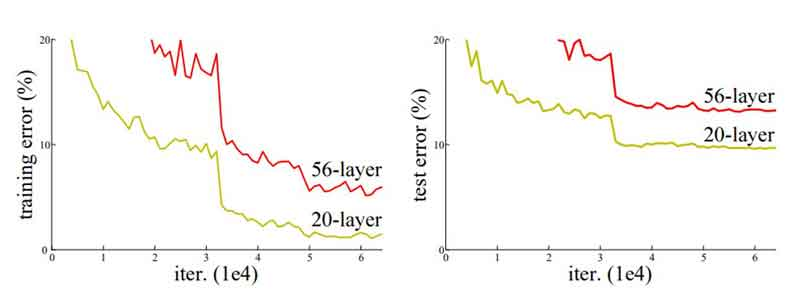 training error (%)
20
10
0
0 1 2 3 4 5 6
iter. (1e4)
56-layer
20-layer
test error (%)
20
10
0
0 1 2 3 4 5 6
iter. (1e4)
56-layer
20-layer